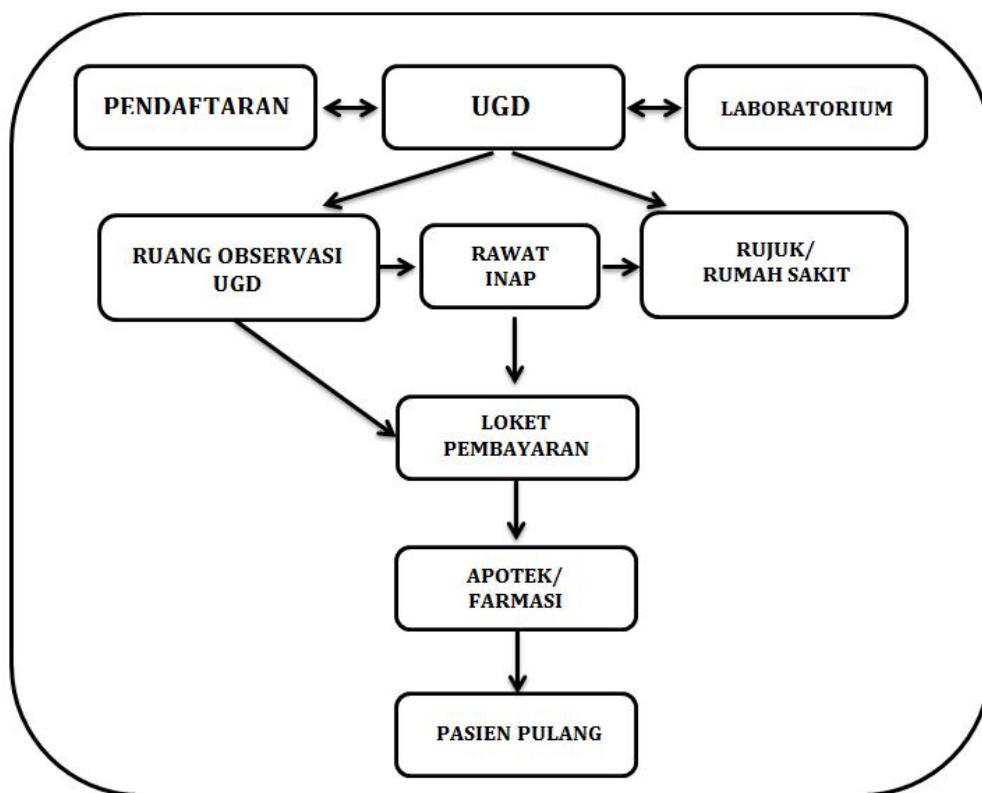 PENDAFTARAN
UGD
LABORATORIUM
RUANG OBSERVASI
UGD
RAWAT
INAP
RUJUK/
RUMAH SAKIT
LOKET
PEMBAYARAN
APOTEK/
FARMASI
PASIEN PULANG